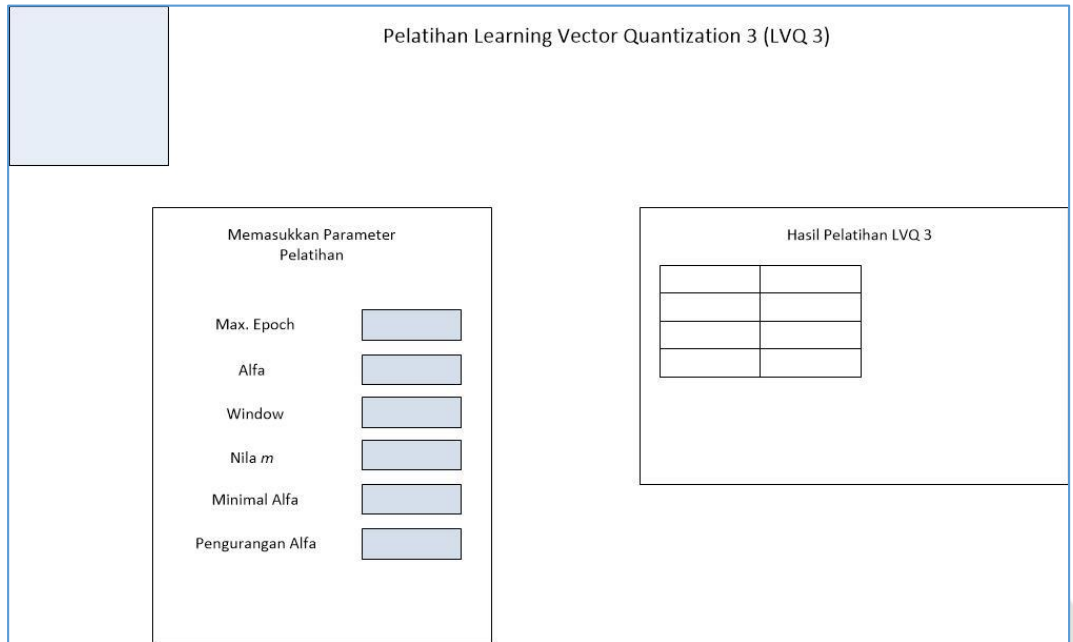 Pelatihan Learning Vector Quantization 3 (LVQ 3)
Memasukkan Parameter
Pelatihan
Max. Epoch
Alfa
Window
Nila m
Minimal Alfa
Pengurangan Alfa
Hasil Pelatihan LVQ 3